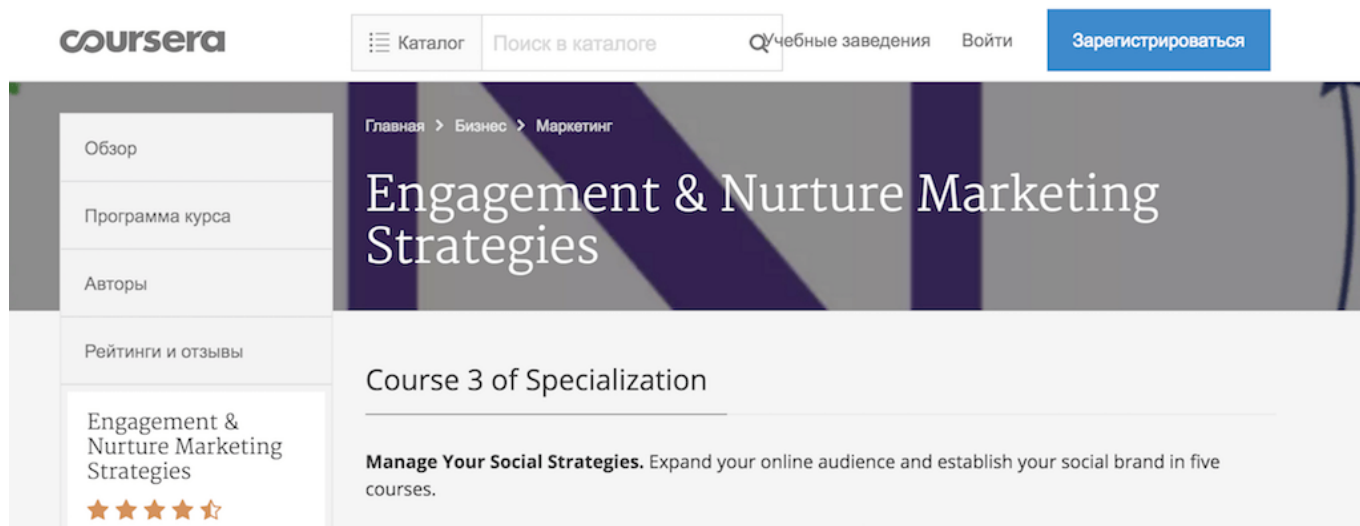 coursera
Каталог
Поиск в каталоге
Учебные заведения
Войти
Зарегистрироваться
Обзор
Программа курса
Авторы
Рейтинги и отзывы
Engagement &
Nurture Marketing
Strategies
Главная > Бизнес > Маркетинг
Engagement & Nurture Marketing
Strategies
Course 3 of Specialization
Manage Your Social Strategies. Expand your online audience and establish your social brand in five
courses.